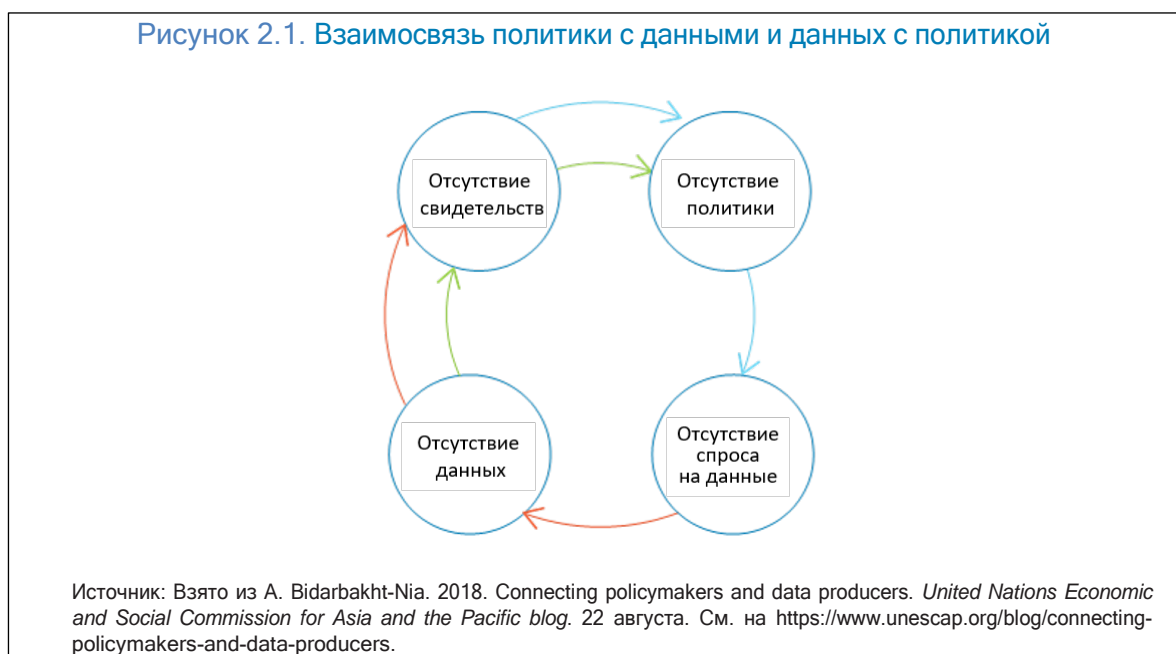 Рисунок 2.1. Взаимосвязь политики с данными и данных с политикой
Отсутствие
свидетельств
Отсутствие
политики
Отсутствие
данных
Отсутствие
спроса
на данные
Источник: Взято из A. Bidarbakht-Nia. 2018. Connecting policymakers and data producers. United Nations Economic
and Social Commission for Asia and the Pacific blog. 22 августа. См. на https://www.unescap.org/blog/connecting-
policymakers-and-data-producers.